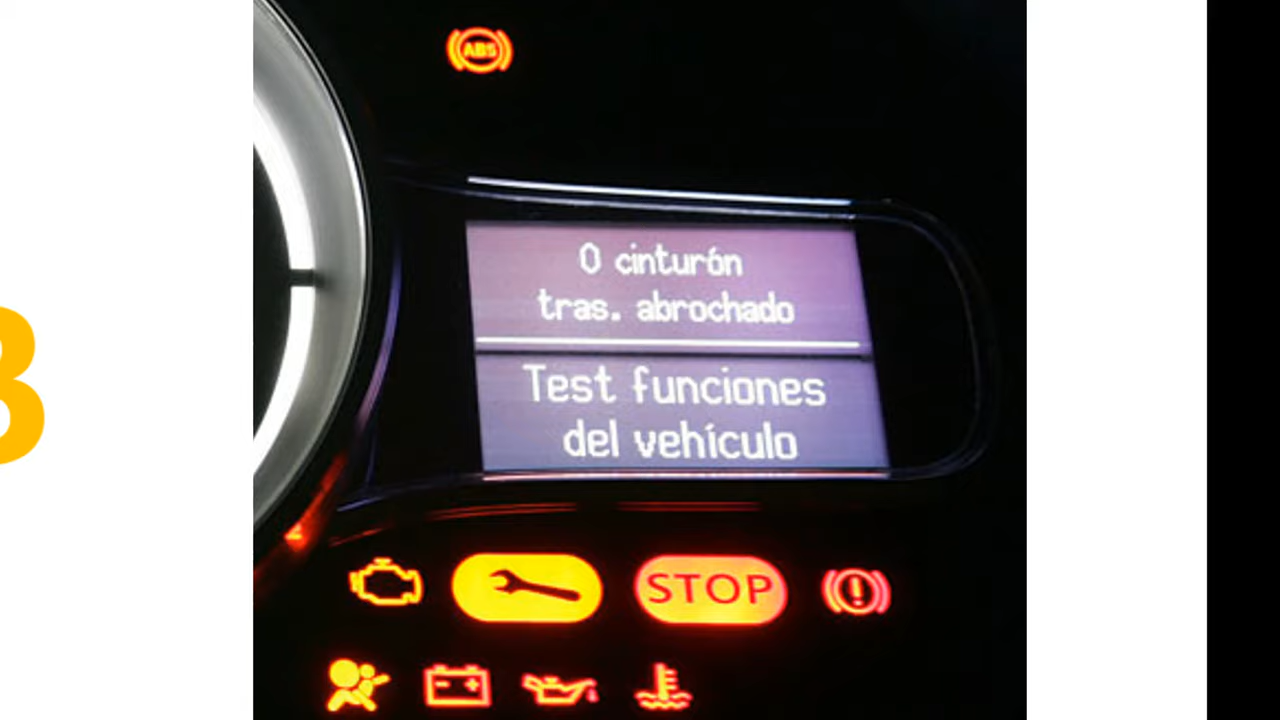 ABS
0 cinturón
tras. abrochado
Test funciones
del vehículo
STOP